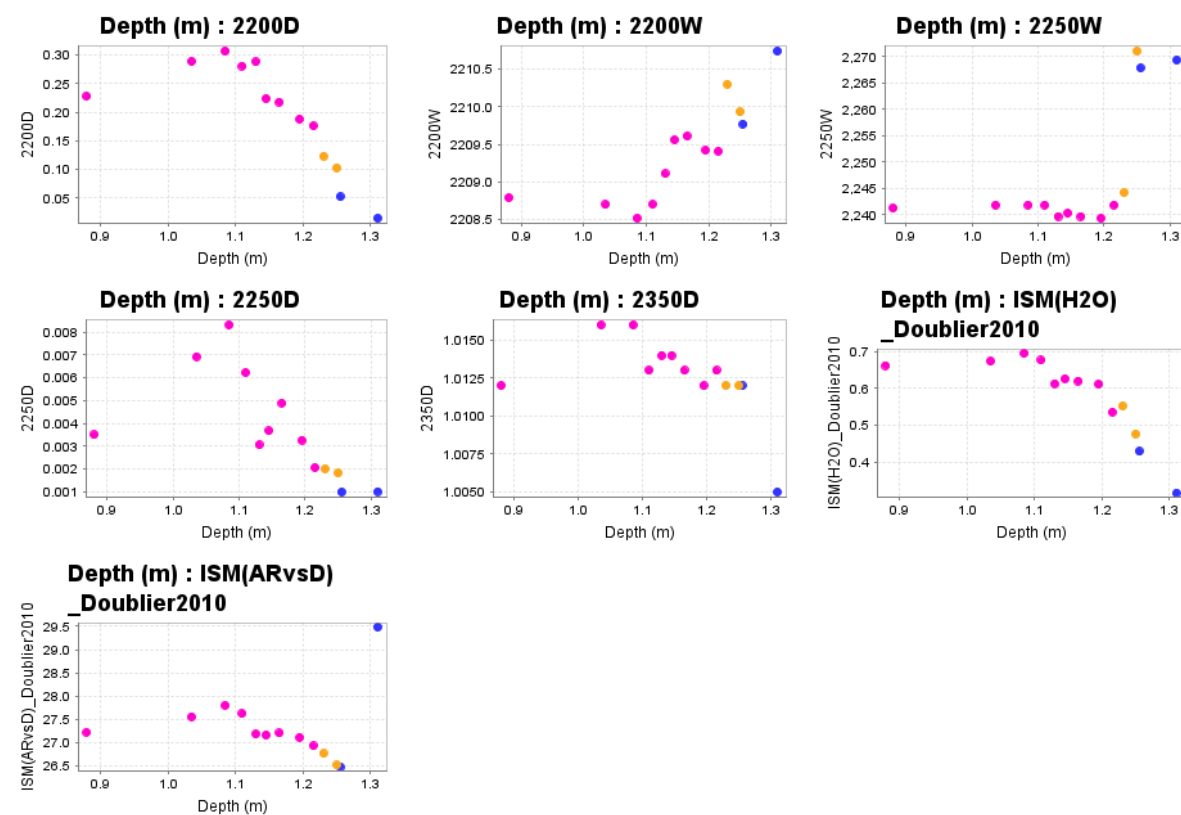 Depth (m) : 2200D
2200D
0.30
0.25
0.20
0.15
0.10
0.05
0.9 1.0 1.1 1.2 1.3
Depth (m)
Depth (m) : 2200W
2200W
2210.5
2210.0
2209.5
2209.0
2208.5
0.9 1.0 1.1 1.2 1.3
Depth (m)
Depth (m) : 2250W
2250W
2,270
2,265
2,260
2,255
2,250
2,245
2,240
0.9 1.0 1.1 1.2 1.3
Depth (m)
Depth (m) : 2250D
2250D
0.008
0.007
0.006
0.005
0.004
0.003
0.002
0.001
0.9 1.0 1.1 1.2 1.3
Depth (m)
Depth (m) : 2350D
2350D
1.0150
1.0125
1.0100
1.0075
1.0050
0.9 1.0 1.1 1.2 1.3
Depth (m)
Depth (m) : ISM(H2O)
_Doublier2010
ISM(H2O)_Doublier2010
0.7
0.6
0.5
0.4
0.9 1.0 1.1 1.2 1.3
Depth (m)
Depth (m) : ISM(ARvsD)
_Doublier2010
ISM(ARvsD)_Doublier2010
29.5
29.0
28.5
28.0
27.5
27.0
26.5
0.9 1.0 1.1 1.2 1.3
Depth (m)